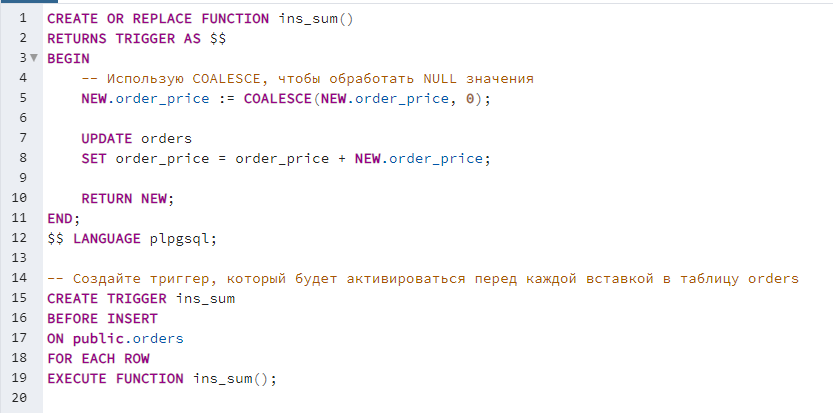 1 CREATE OR REPLACE FUNCTION ins_sum()
2 RETURNS TRIGGER AS $$
3 BEGIN
4 -- Использую COALESCE, чтобы обработать NULL значения
5 NEW.order_price := COALESCE(NEW.order_price, 0);
6
7 UPDATE orders
8 SET order_price = order_price + NEW.order_price;
9
10 RETURN NEW;
11 END;
12 $$ LANGUAGE plpgsql;
13
14 -- Создайте триггер, который будет активироваться перед каждой вставкой в таблицу orders
15 CREATE TRIGGER ins_sum
16 BEFORE INSERT
17 ON public.orders
18 FOR EACH ROW
19 EXECUTE FUNCTION ins_sum();
20